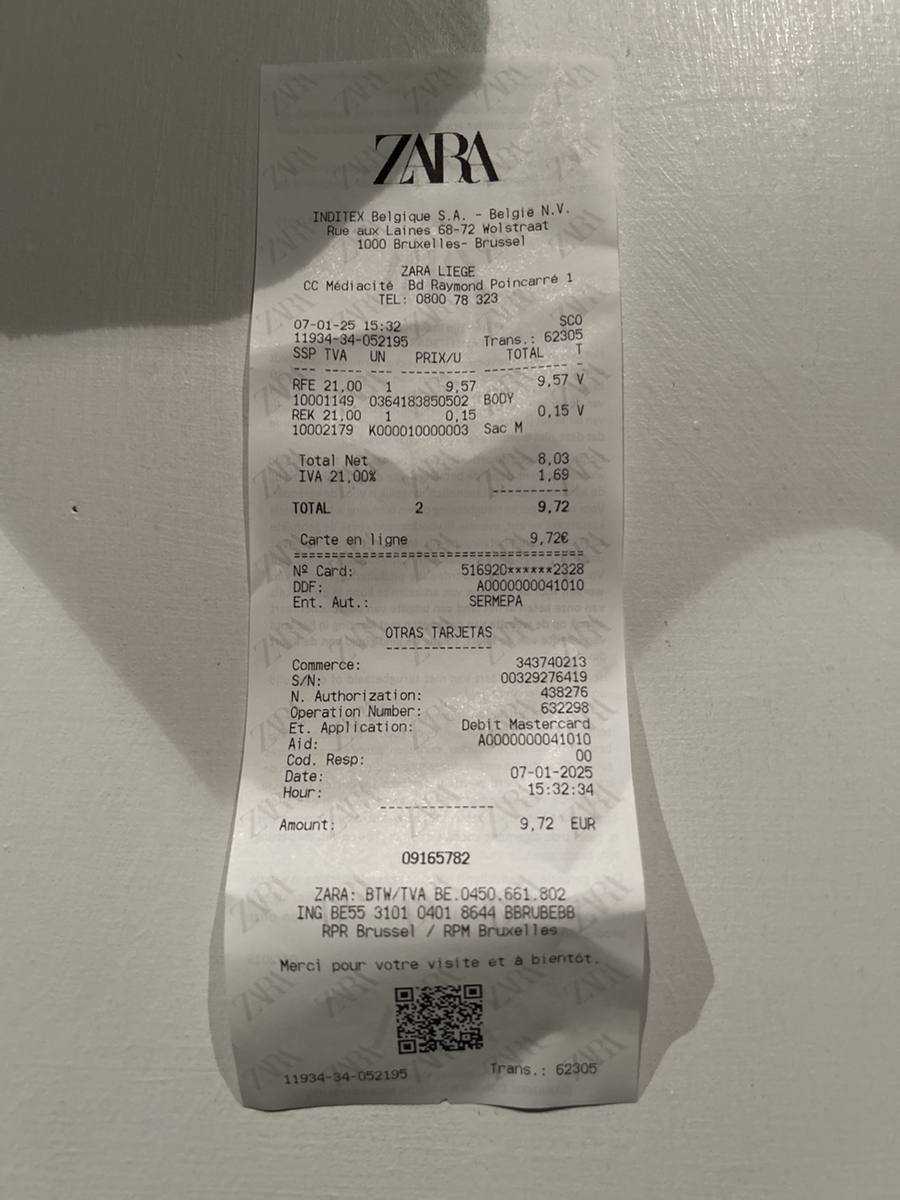 ZARA
INDITEX Belgique S.A. - België N.V.
Rue aux Laines 68-72 Wolstraat
1000 Bruxelles- Brussel
ZARA LIEGE
CC Médiacité Bd Raymond Poincarré 1
TEL: 0800 78 323
07-01-25 15:32 SCO
11934-34-052195 Trans.: 62305
SSP TVA UN PRIX/U TOTAL T
--- ---- --- --------- ---------- -
RFE 21,00 1 9,57 9,57 V
10001149 0364183850502 BODY
REK 21,00 1 0,15 0,15 V
10002179 K000010000003 Sac M
Total Net 8,03
IVA 21,00% 1,69
----------
TOTAL 2 9,72
Carte en ligne 9,72€
======================================
Nº Card: 516920******2328
DDF: A0000000041010
Ent. Aut.: SERMEPA
OTRAS TARJETAS
--------------
Commerce: 343740213
S/N: 00329276419
N. Authorization: 438276
Operation Number: 632298
Et. Application: Debit Mastercard
Aid: A0000000041010
Cod. Resp: 00
Date: 07-01-2025
Hour: 15:32:34
--------------
Amount: 9,72 EUR
09165782
ZARA: BTW/TVA BE.0450.661.802
ING BE55 3101 0401 8644 BBRUBEBB
RPR Brussel / RPM Bruxelles
Merci pour votre visite et à bientôt.
11934-34-052195 Trans.: 62305